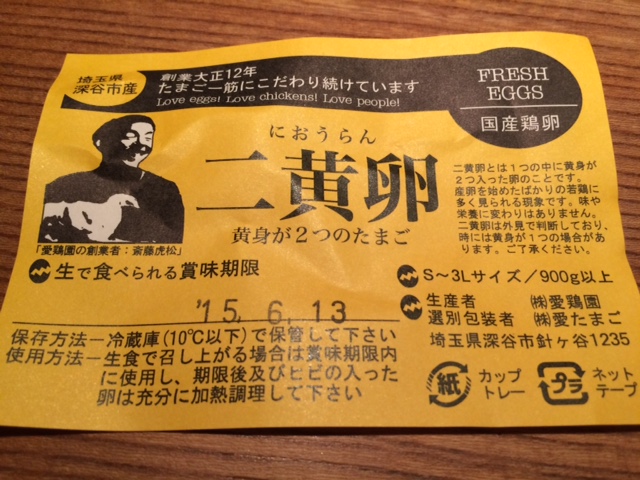 埼玉県
深谷市産
創業大正12年
たまご一筋にこだわり続けています
Love eggs! Love chickens! Love people!
FRESH
EGGS
国産鶏卵
におうらん
二黄卵
黄身が2つのたまご
「愛鶏園の創業者:斎藤虎松」
二黄卵とは1つの中に黄身が
2つ入った卵のことです。
産卵を始めたばかりの若鶏に
多く見られる現象です。味や
栄養に変わりはありません。
二黄卵は外見で判断しており、
時には黄身が1つの場合があ
ります。ご了承ください。
生で食べられる賞味期限
'15. 6. 13
保存方法―冷蔵庫(10℃以下)で保管して下さい
使用方法―生食で召し上がる場合は賞味期限内
に使用し、期限後及びヒビの入った
卵は充分に加熱調理して下さい
S〜3Lサイズ/900g以上
生産者 ㈱愛鶏園
選別包装者 ㈱愛たまご
埼玉県深谷市針ヶ谷1235
紙 カップ
トレー
プラ ネット
テープ